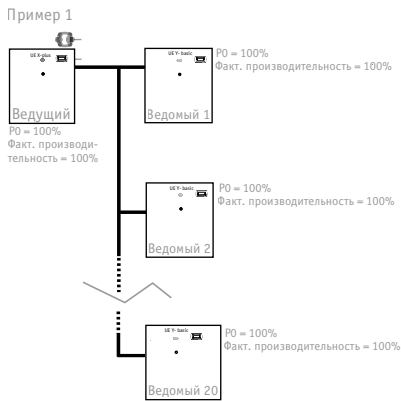 Пример 1
UE X-plus
Ведущий
P0 = 100%
Факт. производи-
тельность = 100%
UE Y- basic
Ведомый 1
P0 = 100%
Факт. производительность = 100%
UE Y- basic
Ведомый 2
P0 = 100%
Факт. производительность = 100%
UE Y- basic
Ведомый 20
P0 = 100%
Факт. производительность = 100%